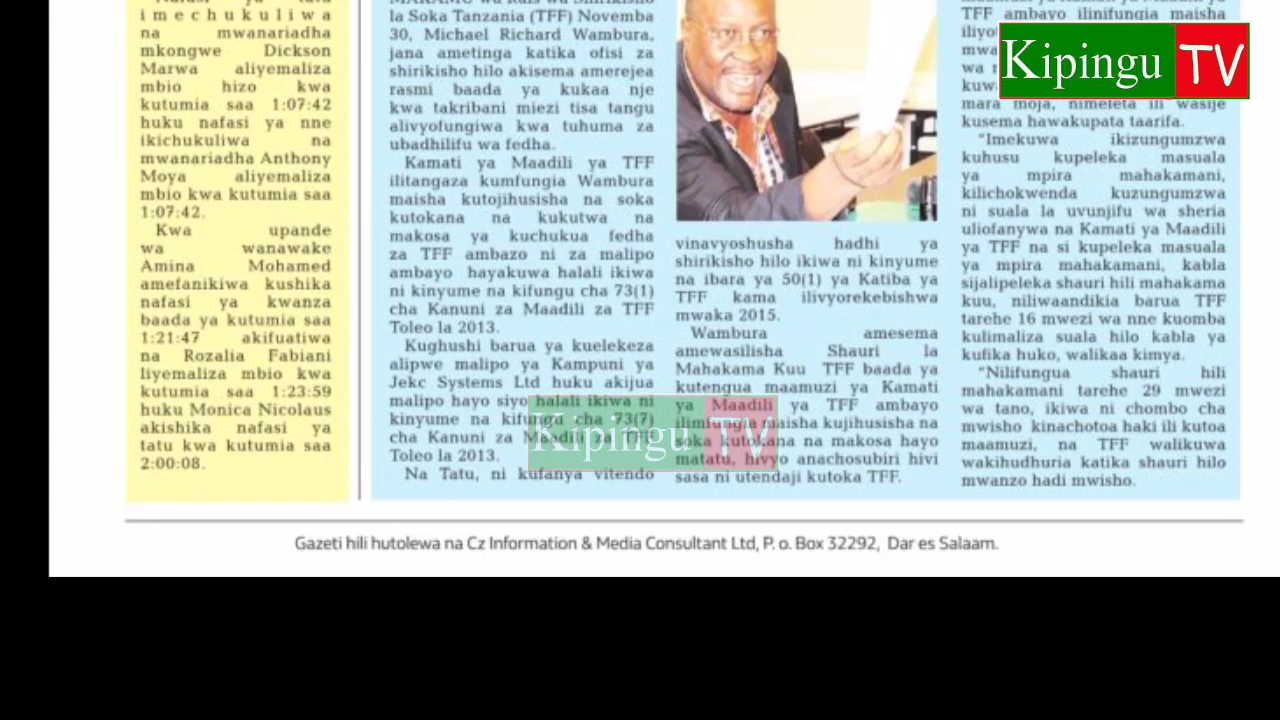 imechukuliwa
na mwanariadha
mkongwe Dickson
Marwa aliyemaliza
mbio hizo kwa
kutumia saa 1:07:42
huku nafasi ya nne
ikichukuliwa na
mwanariadha Anthony
Moya aliyemaliza
mbio kwa kutumia saa
1:07:42.
Kwa upande
wa wanawake
Amina Mohamed
amefanikiwa kushika
nafasi ya kwanza
baada ya kutumia saa
1:21:47 akifuatiwa
na Rozalia Fabiani
liyemaliza mbio kwa
kutumia saa 1:23:59
huku Monica Nicolaus
akishika nafasi ya
tatu kwa kutumia saa
2:00:08.
la Soka Tanzania (TFF) Novemba
30, Michael Richard Wambura,
jana ametinga katika ofisi za
shirikisho hilo akisema amerejea
rasmi baada ya kukaa nje
kwa takribani miezi tisa tangu
alivyofungiwa kwa tuhuma za
ubadhilifu wa fedha.
Kamati ya Maadili ya TFF
ilitangaza kumfungia Wambura
maisha kutojihusisha na soka
kutokana na kukutwa na
makosa ya kuchukua fedha
za TFF ambazo ni za malipo
ambayo hayakuwa halali ikiwa
ni kinyume na kifungu cha 73(1)
cha Kanuni za Maadili za TFF
Toleo la 2013.
Kughushi barua ya kuelekeza
alipwe malipo ya Kampuni ya
Jekc Systems Ltd huku akijua
malipo hayo siyo halali ikiwa ni
kinyume na kifungu cha 73(7)
cha Kanuni za Maadili za TFF
Toleo la 2013.
Na Tatu, ni kufanya vitendo
vinavyoshusha hadhi ya
shirikisho hilo ikiwa ni kinyume
na ibara ya 50(1) ya Katiba ya
TFF kama ilivyorekebishwa
mwaka 2015.
Wambura amesema
amewasilisha Shauri la
Mahakama Kuu TFF baada ya
kutengua maamuzi ya Kamati
ya Maadili ya TFF ambayo
ilimfungia maisha kujihusisha na
soka kutokana na makosa hayo
matatu, hivyo anachosubiri hivi
sasa ni utendaji kutoka TFF.
TFF ambayo ilinifungia maisha
mara moja, nimeleta ili wasije
kusema hawakupata taarifa.
"Imekuwa ikizungumzwa
kuhusu kupeleka masuala
ya mpira mahakamani,
kilichokwenda kuzungumzwa
ni suala la uvunjifu wa sheria
uliofanywa na Kamati ya Maadili
ya TFF na si kupeleka masuala
ya mpira mahakamani, kabla
sijalipeleka shauri hili mahakama
kuu, niliwaandikia barua TFF
tarehe 16 mwezi wa nne kuomba
kulimaliza suala hilo kabla ya
kufika huko, walikaa kimya.
"Nilifungua shauri hili
mahakamani tarehe 29 mwezi
wa tano, ikiwa ni chombo cha
mwisho kinachotoa haki ili kutoa
maamuzi, na TFF walikuwa
wakihudhuria katika shauri hilo
mwanzo hadi mwisho.
Kipingu TV
Kipingu TV
Gazeti hili hutolewa na Cz Information & Media Consultant Ltd, P. o. Box 32292, Dar es Salaam.